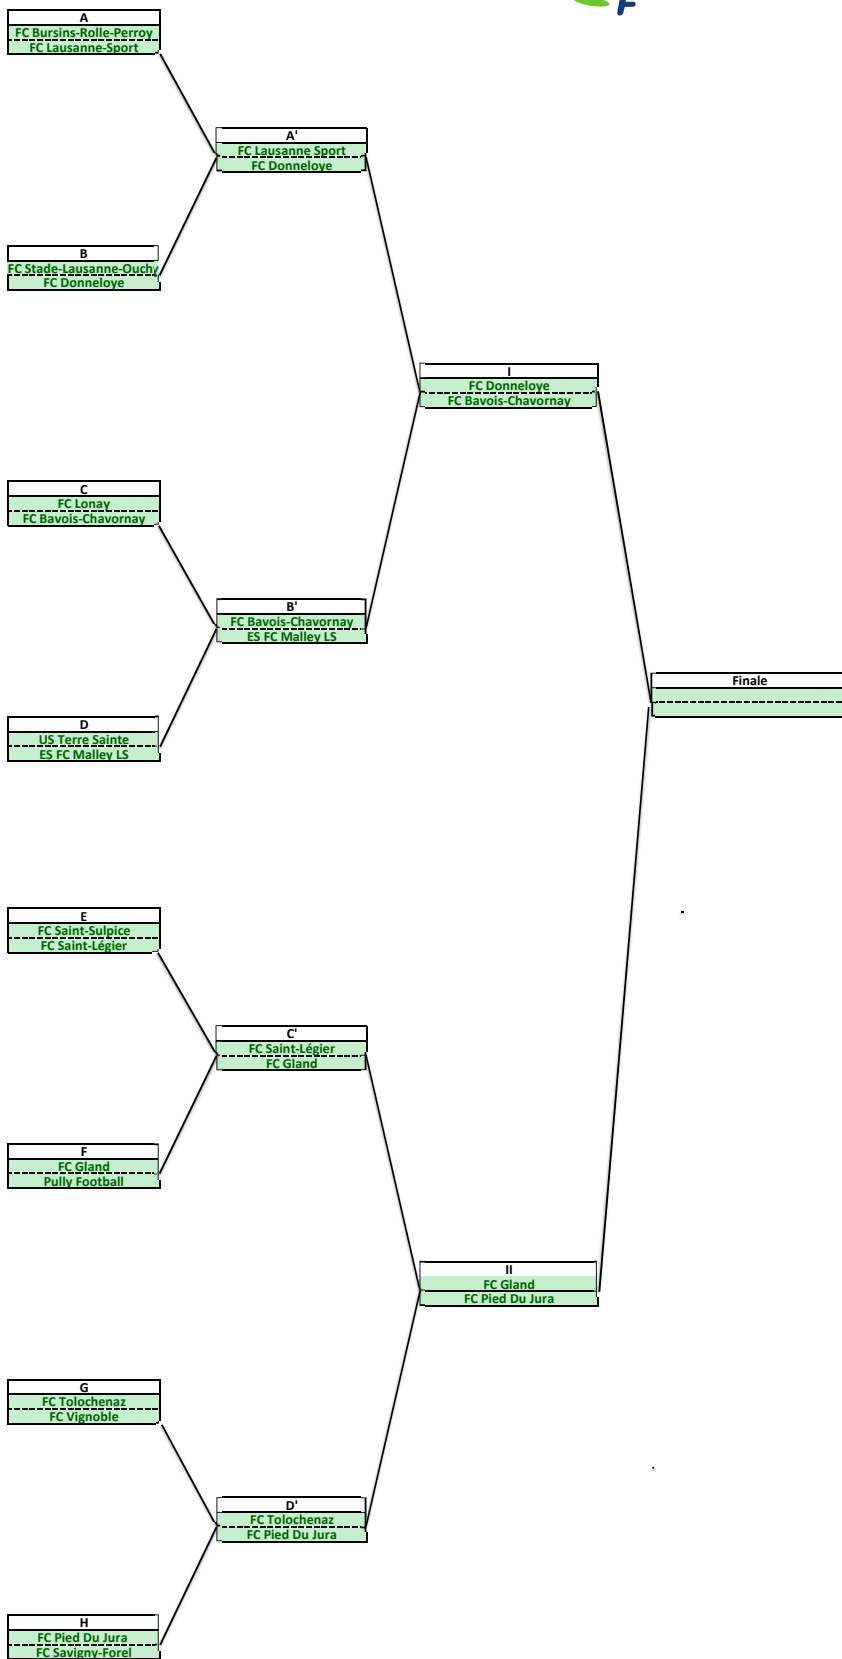 F
A
FC Bursins-Rolle-Perroy
FC Lausanne-Sport
A'
FC Lausanne Sport
FC Donneloye
B
FC Stade-Lausanne-Ouchy
FC Donneloye
I
FC Donneloye
FC Bavois-Chavornay
C
FC Lonay
FC Bavois-Chavornay
B'
FC Bavois-Chavornay
ES FC Malley LS
Finale
D
US Terre Sainte
ES FC Malley LS
E
FC Saint-Sulpice
FC Saint-Légier
C'
FC Saint-Légier
FC Gland
F
FC Gland
Pully Football
II
FC Gland
FC Pied Du Jura
G
FC Tolochenaz
FC Vignoble
D'
FC Tolochenaz
FC Pied Du Jura
H
FC Pied Du Jura
FC Savigny-Forel